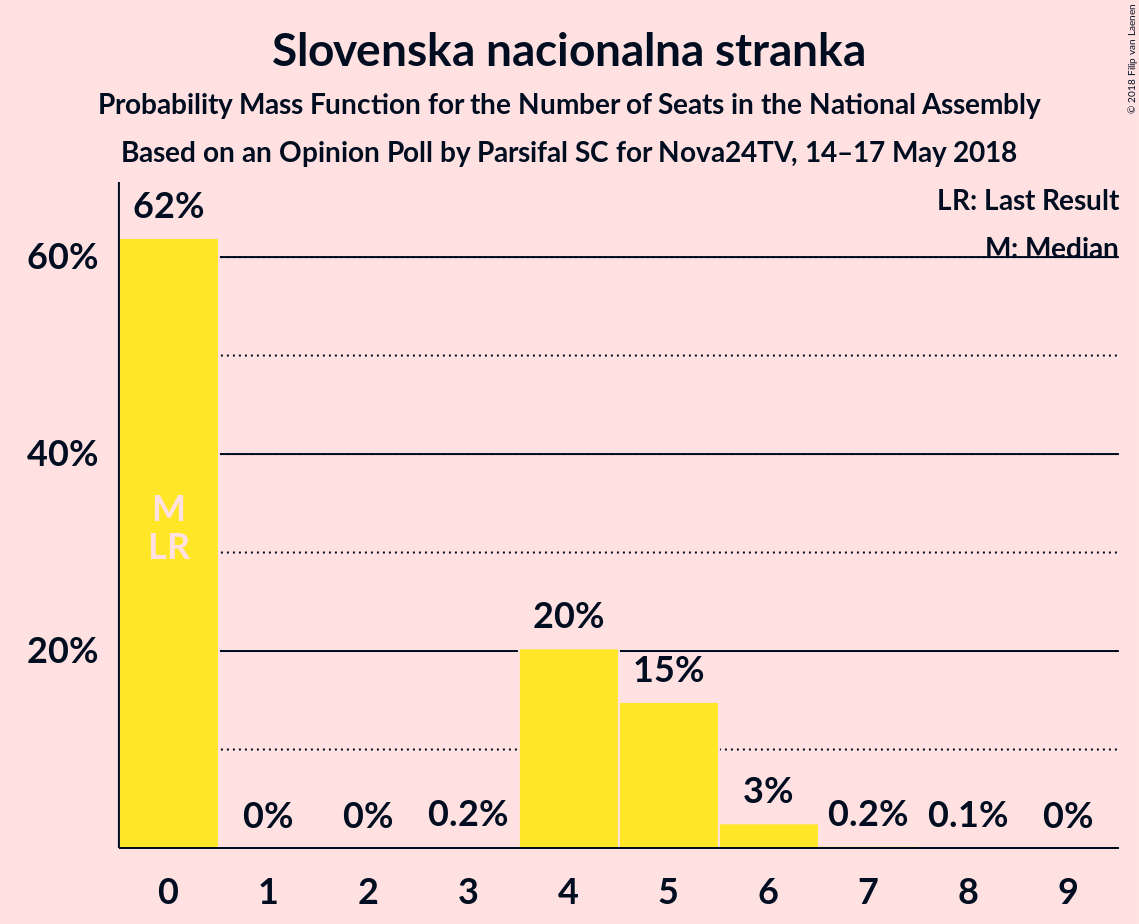 Slovenska nacionalna stranka
Probability Mass Function for the Number of Seats in the National Assembly
Based on an Opinion Poll by Parsifal SC for Nova24TV, 14–17 May 2018
© 2018 Filip van Laenen
LR: Last Result
M: Median
60%
40%
20%
62%
0%
0%
0.2%
20%
15%
3%
0.2%
0.1%
0%
M
LR
0 1 2 3 4 5 6 7 8 9